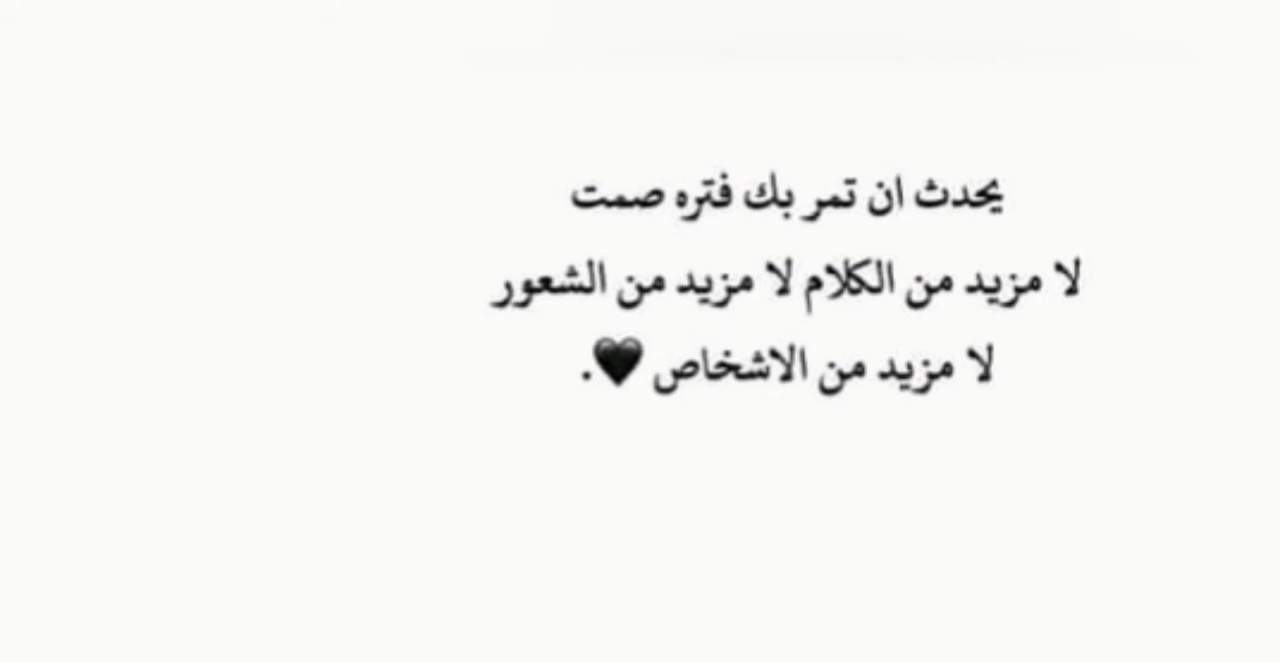 يحدث ان تمر بك فتره صمت
لا مزيد من الكلام لا مزيد من الشعور
لا مزيد من الاشخاص 🖤.